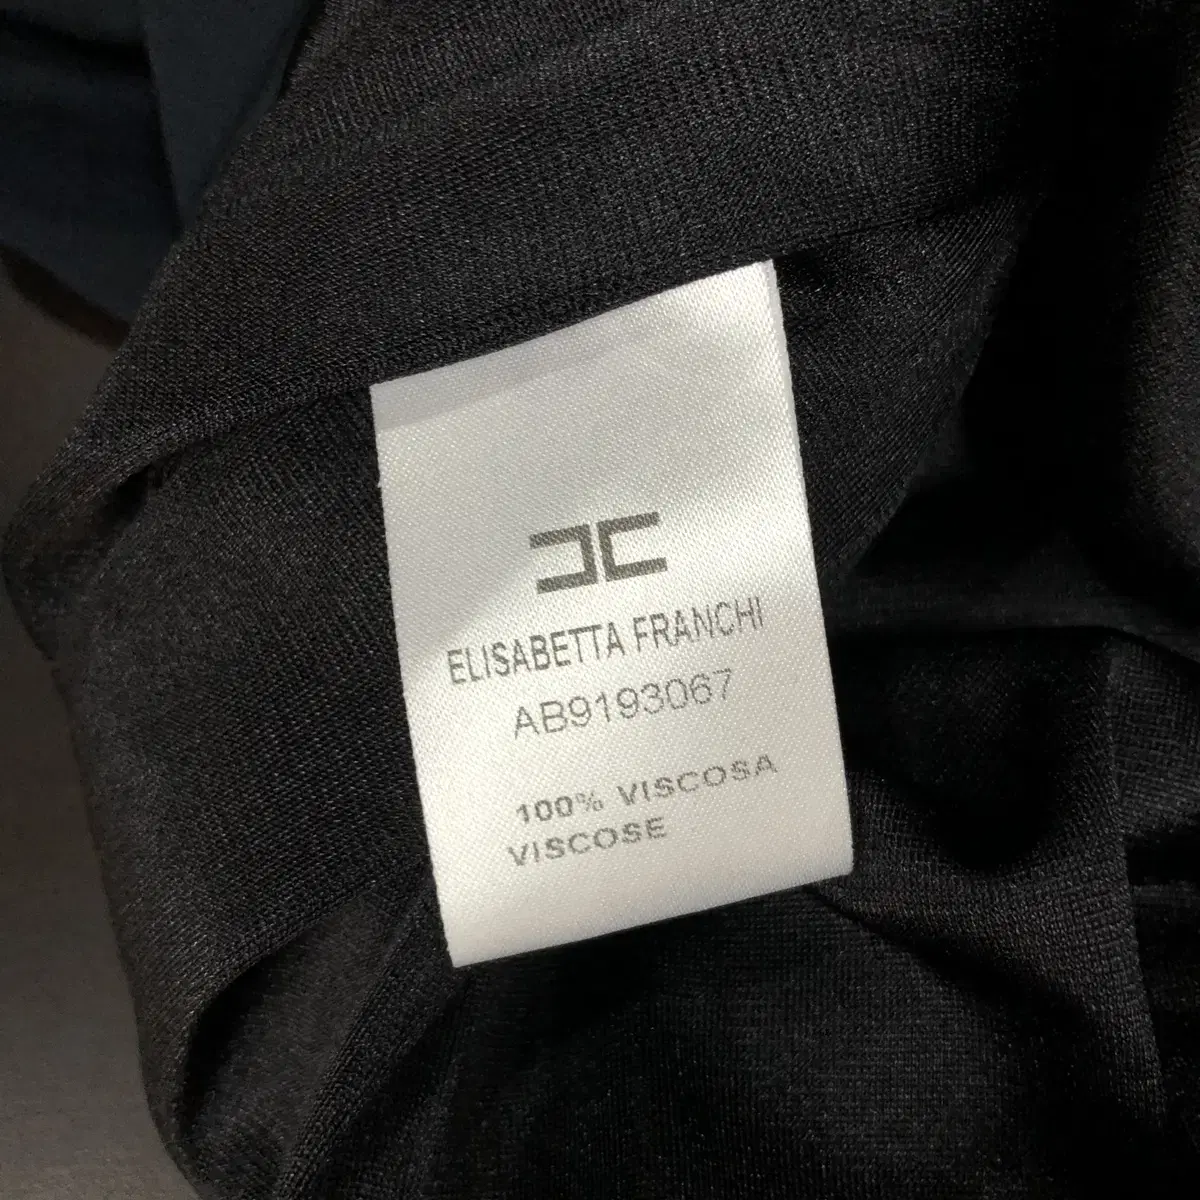 ELISABETTA FRANCHI
AB9193067
100% VISCOSA
VISCOSE